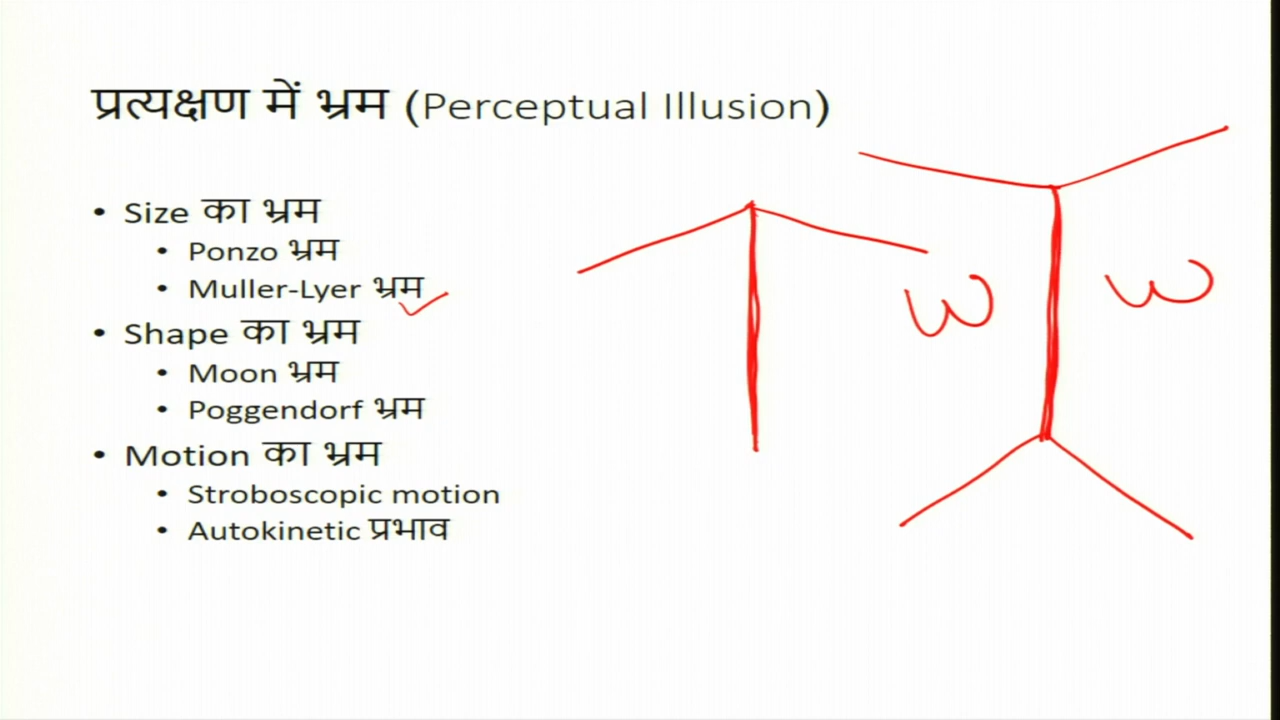 प्रत्यक्षण में भ्रम (Perceptual Illusion)
• Size का भ्रम
• Ponzo भ्रम
• Muller-Lyer भ्रम
• Shape का भ्रम
• Moon भ्रम
• Poggendorf भ्रम
• Motion का भ्रम
• Stroboscopic motion
• Autokinetic प्रभाव
ω ω